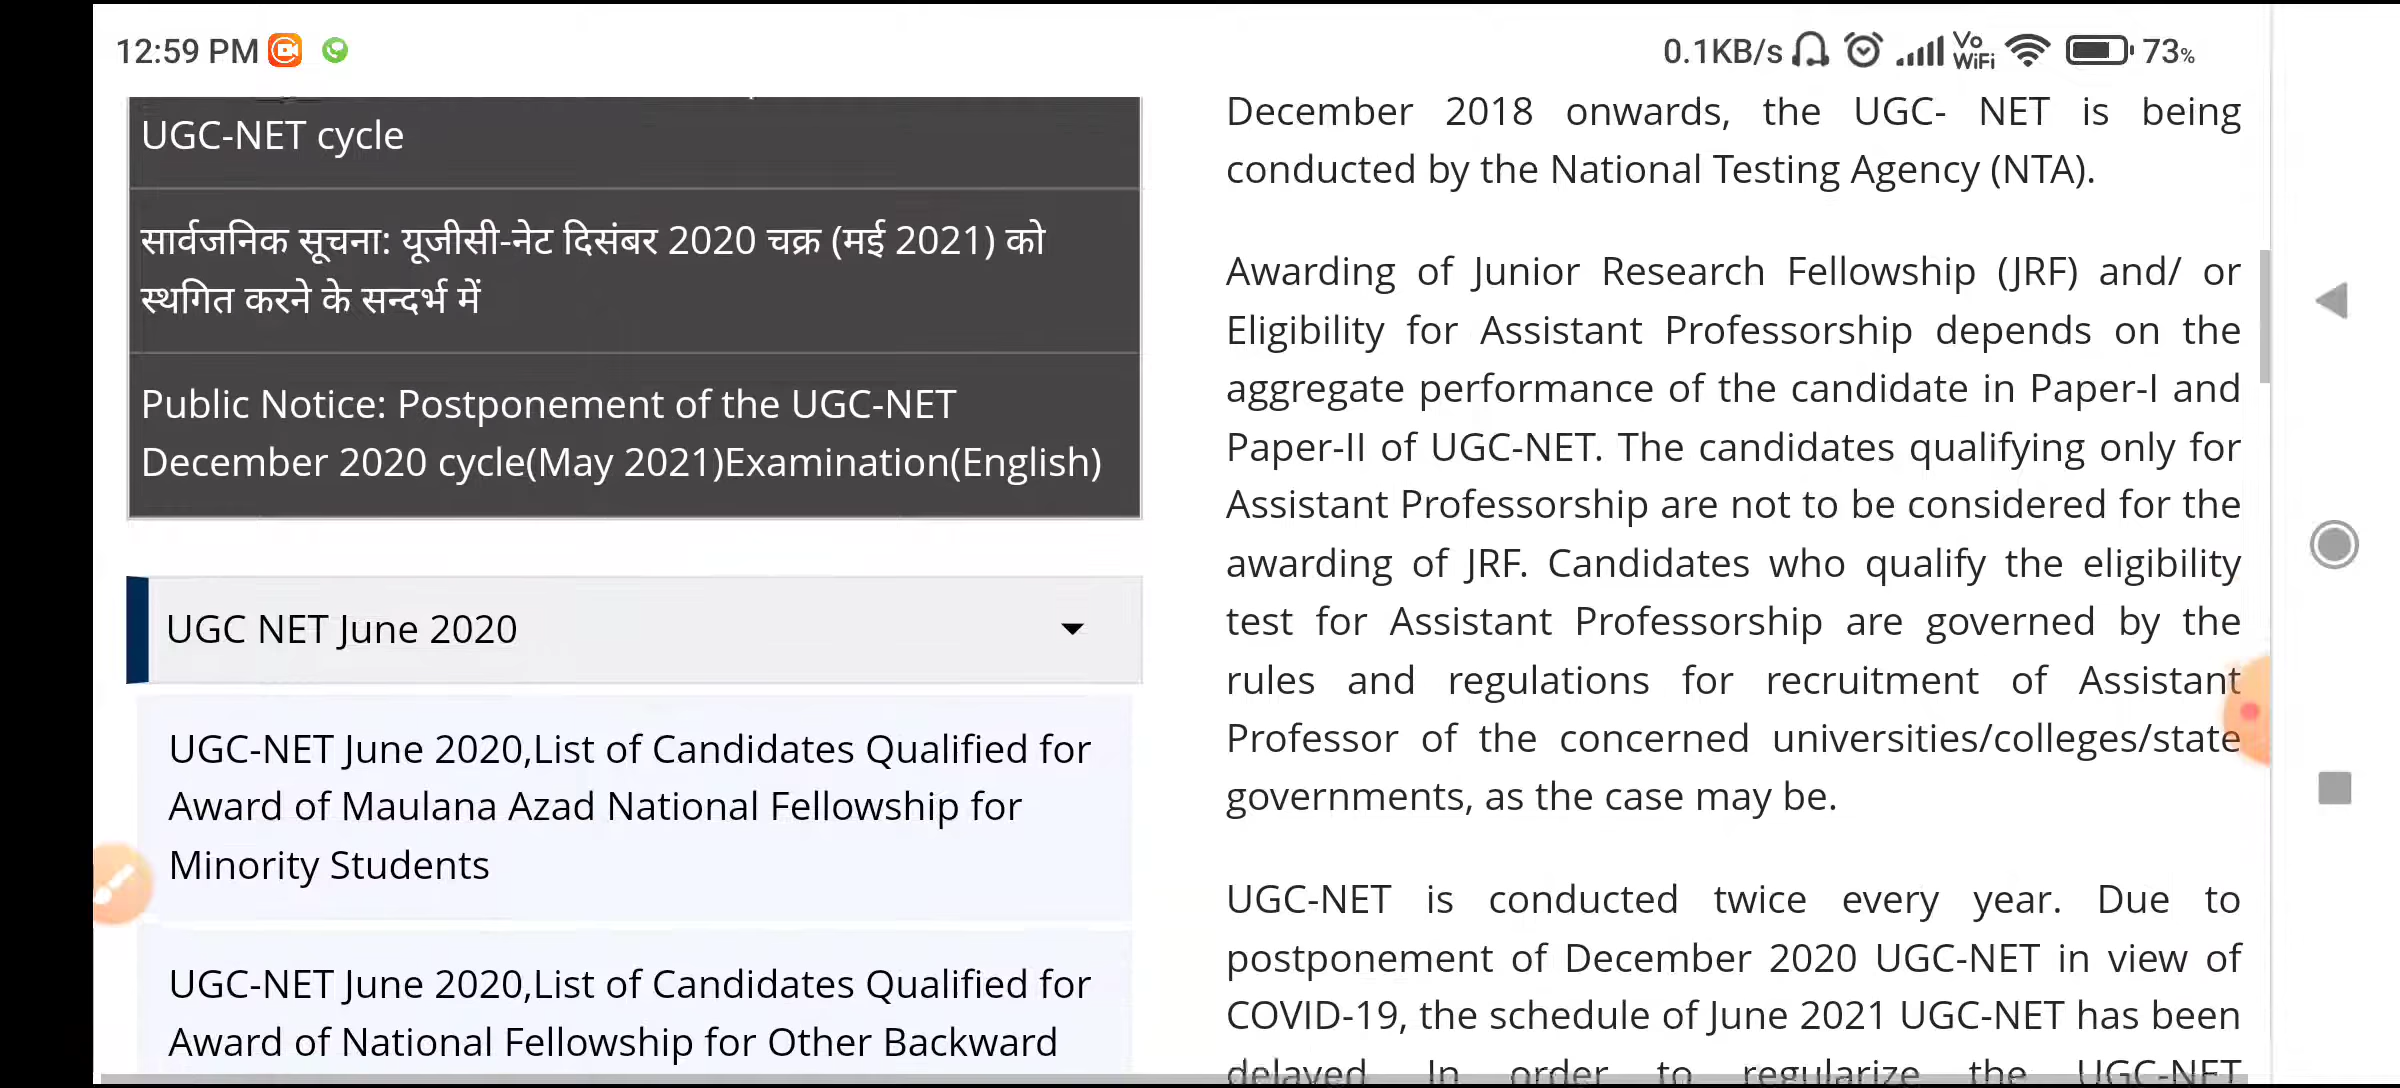 12:59 PM
0.1KB/s
Vo
WiFi
73%
UGC-NET cycle
सार्वजनिक सूचना: यूजीसी-नेट दिसंबर 2020 चक्र (मई 2021) को
स्थगित करने के सन्दर्भ में
Public Notice: Postponement of the UGC-NET
December 2020 cycle(May 2021)Examination(English)
UGC NET June 2020
UGC-NET June 2020,List of Candidates Qualified for
Award of Maulana Azad National Fellowship for
Minority Students
UGC-NET June 2020,List of Candidates Qualified for
Award of National Fellowship for Other Backward
December 2018 onwards, the UGC- NET is being
conducted by the National Testing Agency (NTA).
Awarding of Junior Research Fellowship (JRF) and/ or
Eligibility for Assistant Professorship depends on the
aggregate performance of the candidate in Paper-I and
Paper-II of UGC-NET. The candidates qualifying only for
Assistant Professorship are not to be considered for the
awarding of JRF. Candidates who qualify the eligibility
test for Assistant Professorship are governed by the
rules and regulations for recruitment of Assistant
Professor of the concerned universities/colleges/state
governments, as the case may be.
UGC-NET is conducted twice every year. Due to
postponement of December 2020 UGC-NET in view of
COVID-19, the schedule of June 2021 UGC-NET has been
delayed. In order to regularize the UGC-NET